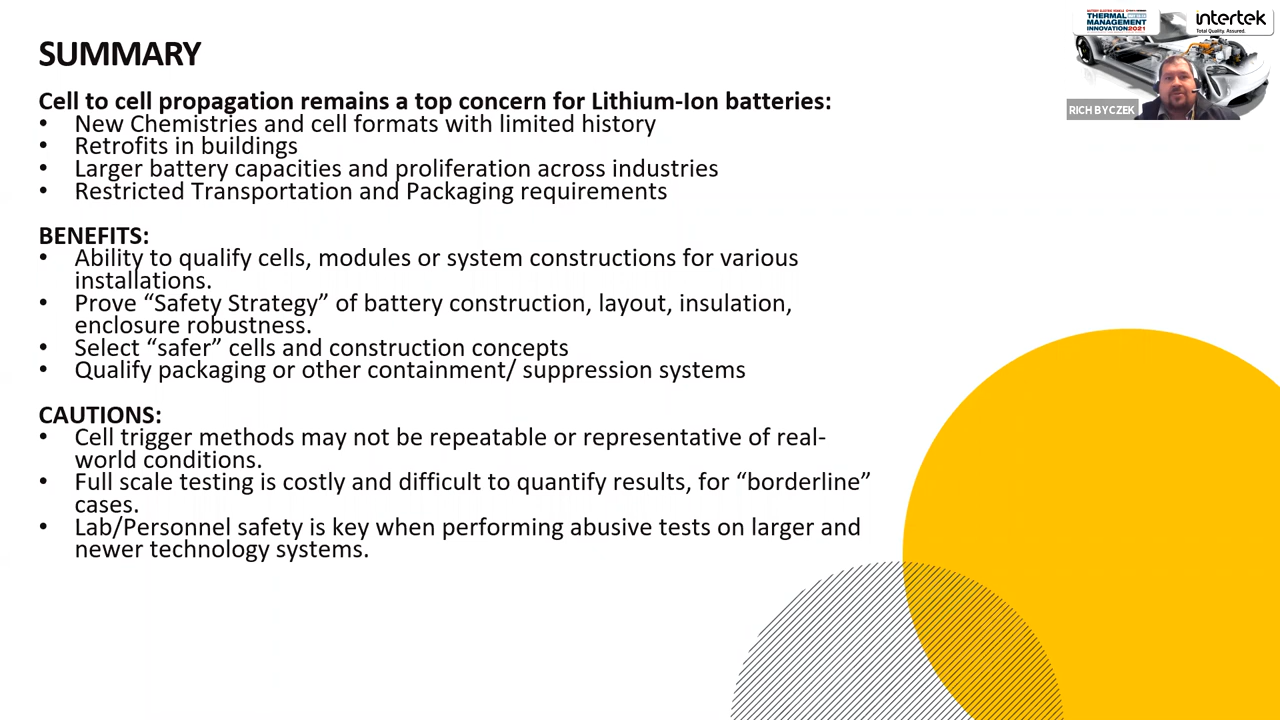 SUMMARY
Cell to cell propagation remains a top concern for Lithium-Ion batteries:
• New Chemistries and cell formats with limited history
• Retrofits in buildings
• Larger battery capacities and proliferation across industries
• Restricted Transportation and Packaging requirements
BENEFITS:
• Ability to qualify cells, modules or system constructions for various
installations.
• Prove “Safety Strategy” of battery construction, layout, insulation,
enclosure robustness.
• Select “safer” cells and construction concepts
• Qualify packaging or other containment/ suppression systems
CAUTIONS:
• Cell trigger methods may not be repeatable or representative of real-
world conditions.
• Full scale testing is costly and difficult to quantify results, for “borderline”
cases.
• Lab/Personnel safety is key when performing abusive tests on larger and
newer technology systems.
THERMAL
MANAGEMENT
INNOVATION2021
intertek
Total Quality. Assured.
RICH BYCZEK